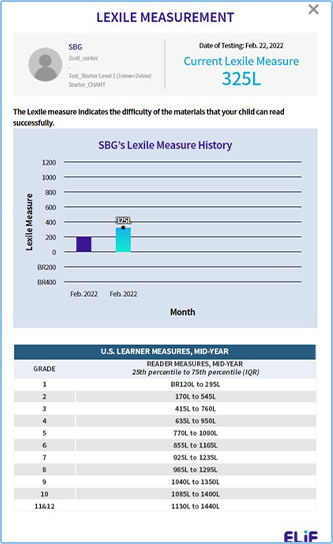 LEXILE MEASUREMENT
SBG
2cell_center
-
Test_Starter Level 1 (1view+2view)
Starter_CHANT
Date of Testing: Feb. 22, 2022
Current Lexile Measure
325L
The Lexile measure indicates the difficulty of the materials that your child can read
successfully.
SBG's Lexile Measure History
Lexile Measure
1200
1000
800
600
400
200
0
BR200
BR400
325L
Feb. 2022
Feb. 2022
Month
U.S. LEARNER MEASURES, MID-YEAR
GRADE
READER MEASURES, MID-YEAR
25th percentile to 75th percentile (IQR)
1 BR120L to 295L
2 170L to 545L
3 415L to 760L
4 635L to 950L
5 770L to 1080L
6 855L to 1165L
7 925L to 1235L
8 985L to 1295L
9 1040L to 1350L
10 1085L to 1400L
11&12 1130L to 1440L
ELiF